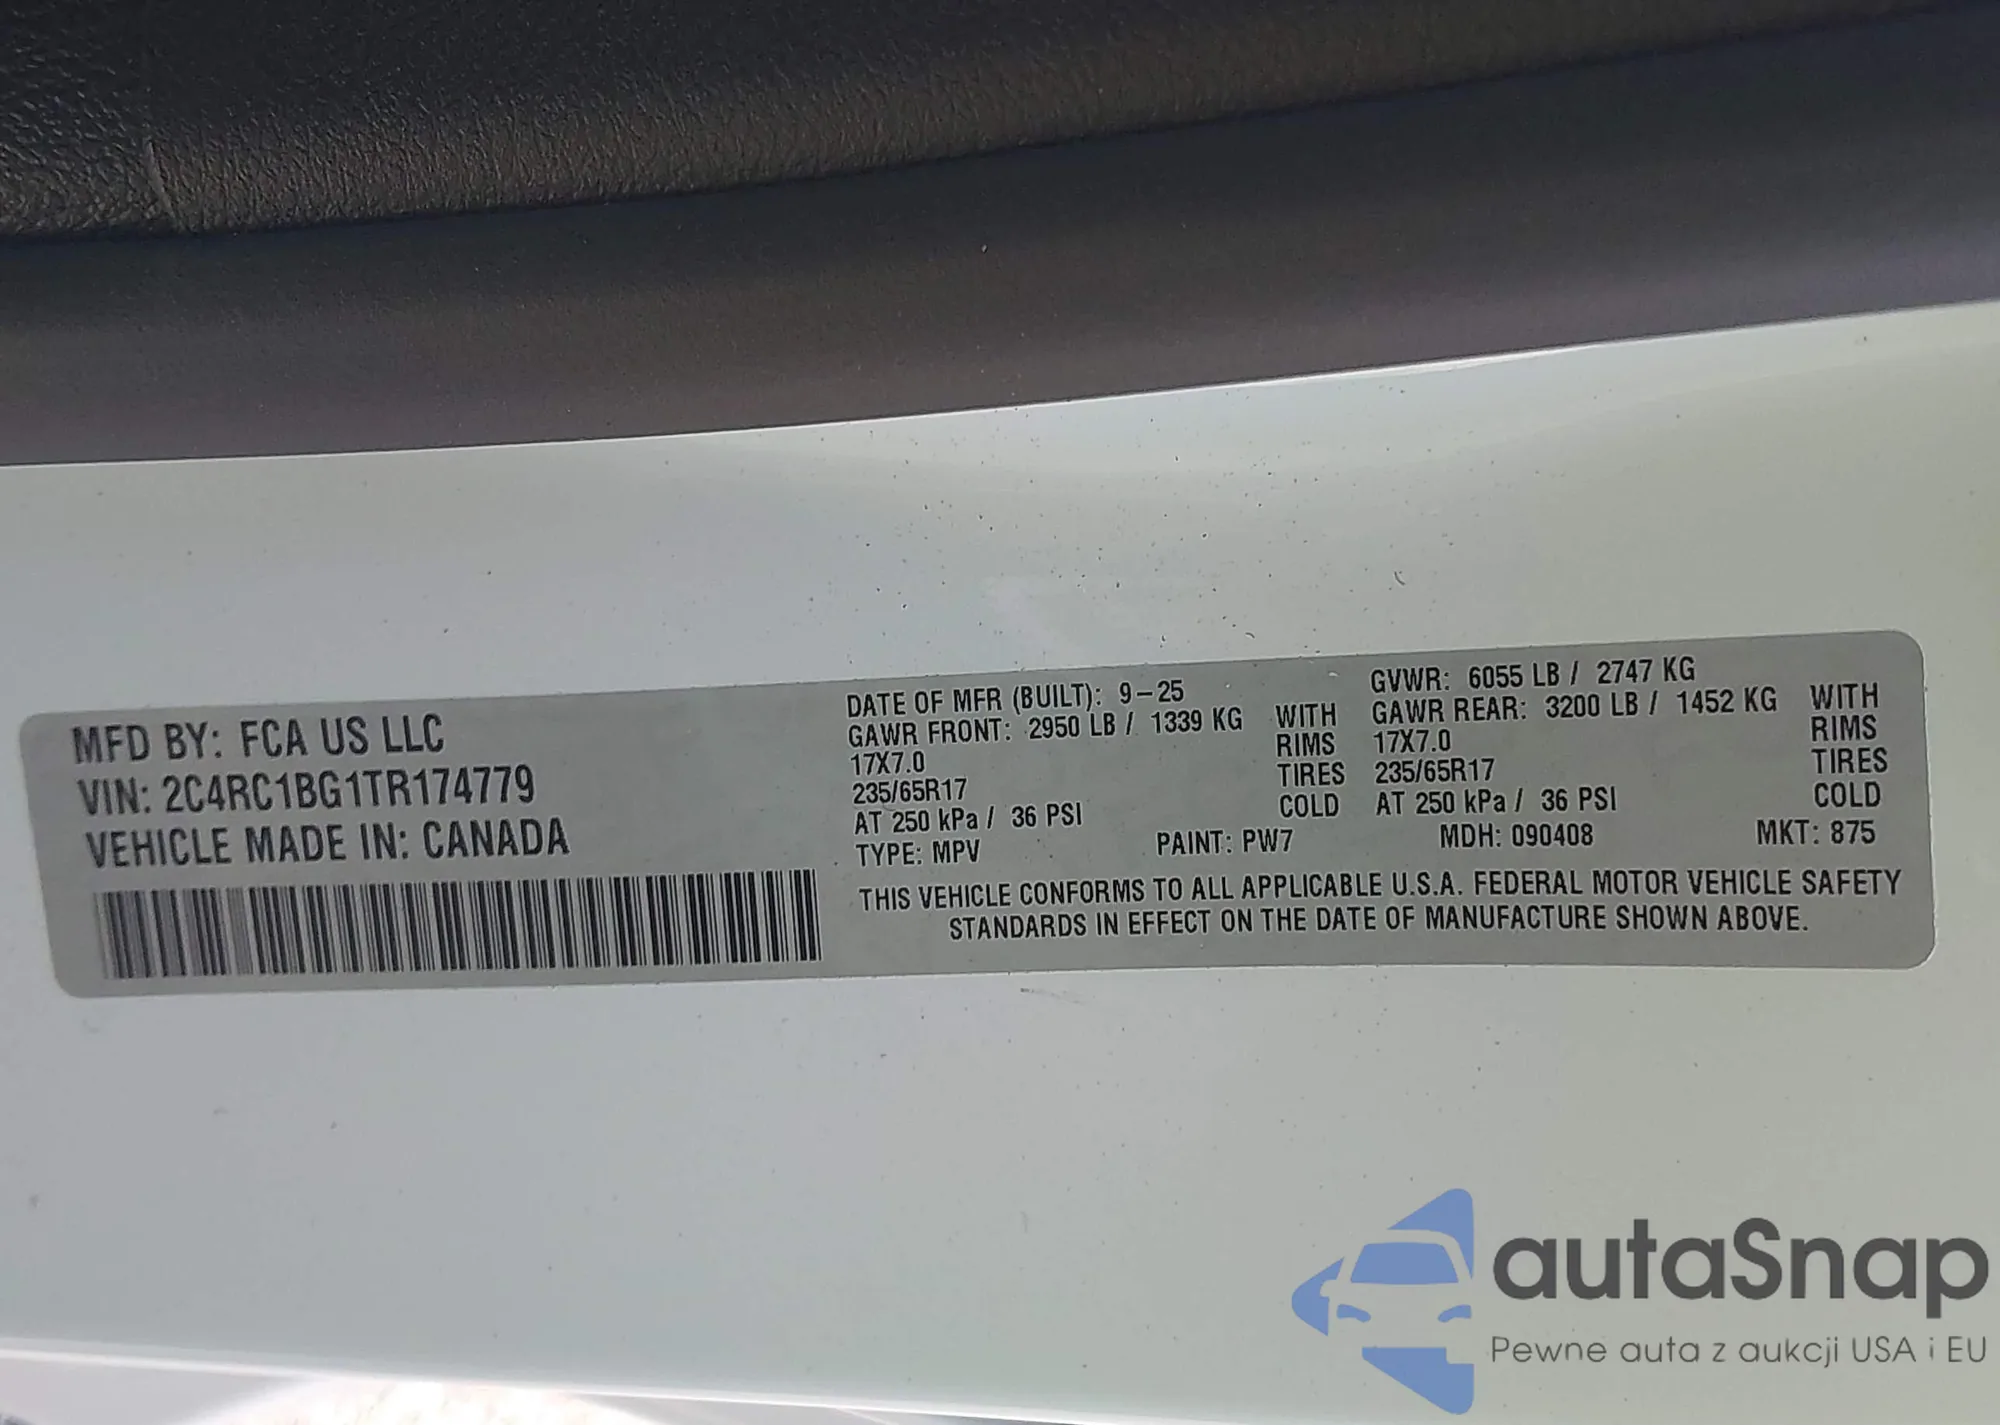 MFD BY: FCA US LLC
VIN: 2C4RC1BG1TR174779
VEHICLE MADE IN: CANADA
DATE OF MFR (BUILT): 9-25
GAWR FRONT: 2950 LB / 1339 KG WITH
17X7.0 RIMS
235/65R17 TIRES
AT 250 kPa / 36 PSI COLD
GVWR: 6055 LB / 2747 KG
GAWR REAR: 3200 LB / 1452 KG WITH
17X7.0 RIMS
235/65R17 TIRES
AT 250 kPa / 36 PSI COLD
TYPE: MPV PAINT: PW7 MDH: 090408 MKT: 875
THIS VEHICLE CONFORMS TO ALL APPLICABLE U.S.A. FEDERAL MOTOR VEHICLE SAFETY
STANDARDS IN EFFECT ON THE DATE OF MANUFACTURE SHOWN ABOVE.
autaSnap
Pewne auta z aukcji USA i EU